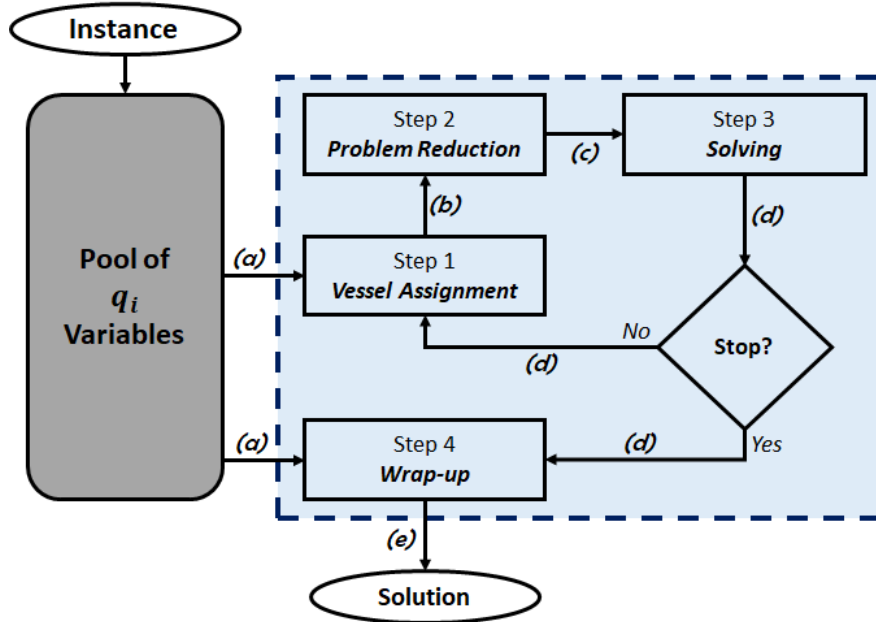 Instance
Pool of
q_i
Variables
(a)
(a)
Step 2
Problem Reduction
(c)
Step 3
Solving
(b)
(d)
Step 1
Vessel Assignment
No
(d)
Stop?
Step 4
Wrap-up
(d)
Yes
(e)
Solution